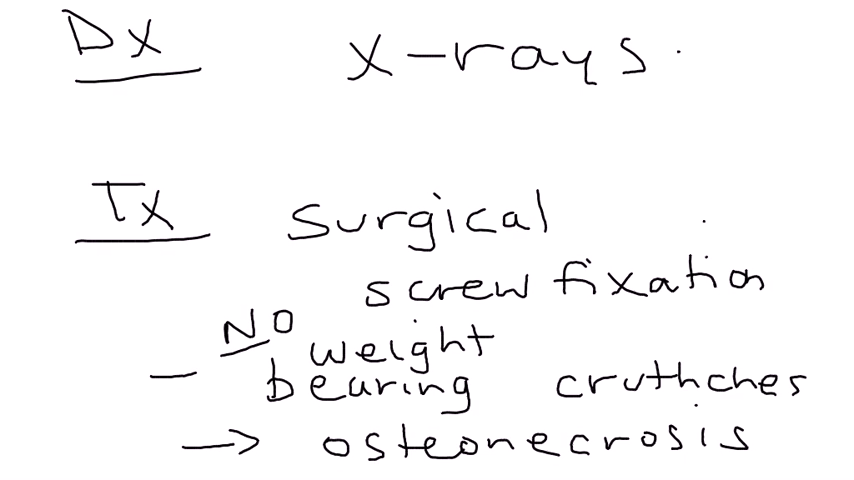 Dx x-rays.
Tx surgical
screw fixation
- NO weight
bearing cruthches
→ osteonecrosis